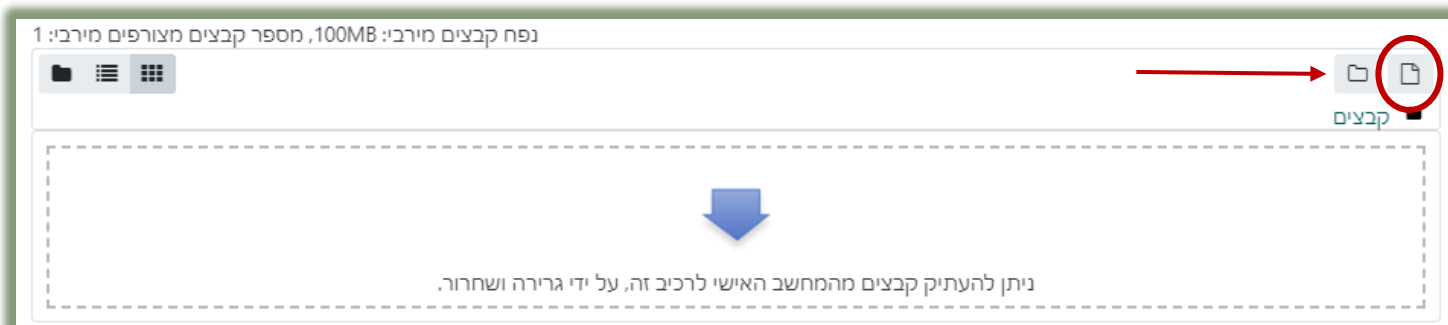 נפח קבצים מירבי: 100MB, מספר קבצים מצורפים מירבי: 1
קבצים
ניתן להעתיק קבצים מהמחשב האישי לרכיב זה, על ידי גרירה ושחרור.